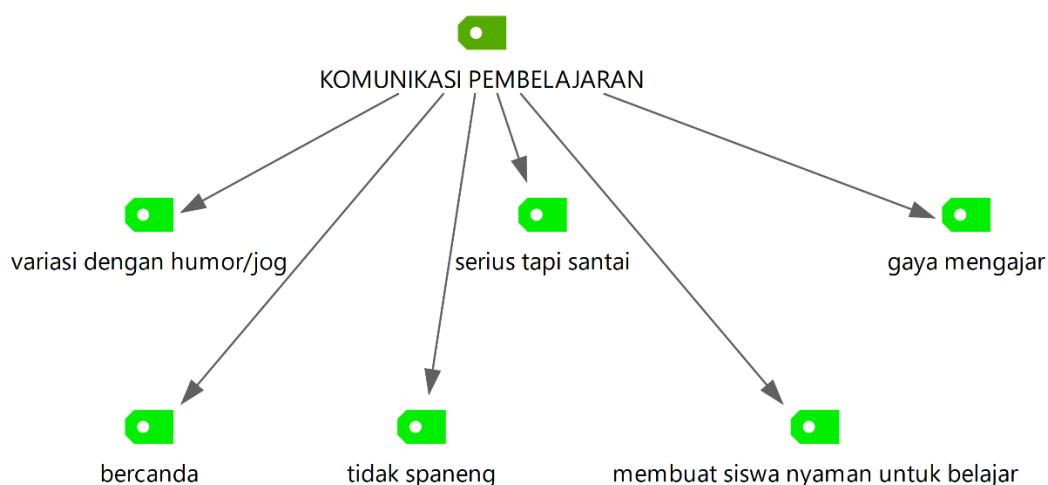 KOMUNIKASI PEMBELAJARAN
variasi dengan humor/jog
serius tapi santai
gaya mengajar
bercanda
tidak spaneng
membuat siswa nyaman untuk belajar